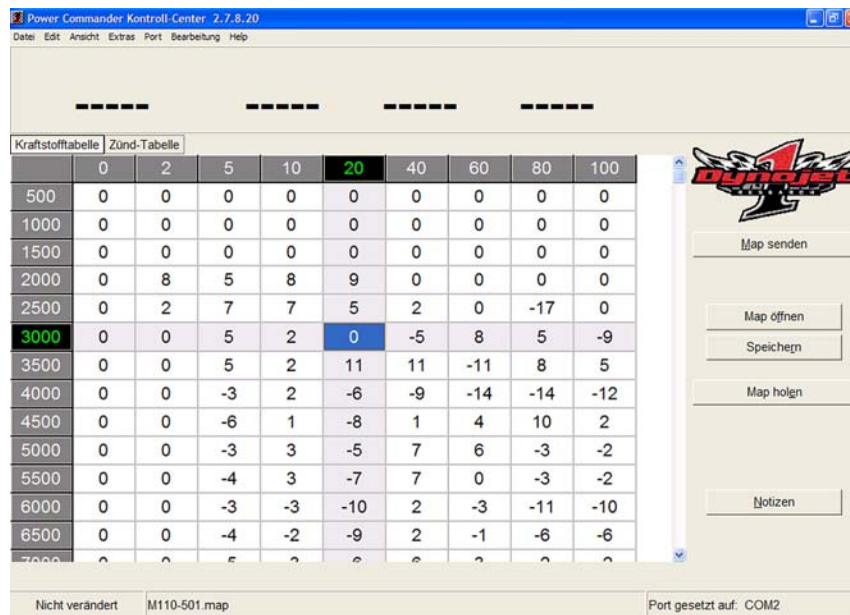 Power Commander Kontroll-Center 2.7.8.20
Datei Edit Ansicht Extras Port Bearbeitung Help
----- ----- ----- -----
Kraftstofftabelle Zünd-Tabelle
0 2 5 10 20 40 60 80 100
500 0 0 0 0 0 0 0 0 0
1000 0 0 0 0 0 0 0 0 0
1500 0 0 0 0 0 0 0 0 0
2000 0 8 5 8 9 0 0 0 0
2500 0 2 7 7 5 2 0 -17 0
3000 0 0 5 2 0 -5 8 5 -9
3500 0 0 5 2 11 11 -11 8 5
4000 0 0 -3 2 -6 -9 -14 -14 -12
4500 0 0 -6 1 -8 1 4 10 2
5000 0 0 -3 3 -5 7 6 -3 -2
5500 0 0 -4 3 -7 7 0 -3 -2
6000 0 0 -3 -3 -10 2 -3 -11 -10
6500 0 0 -4 -2 -9 2 -1 -6 -6
Dynojet
RESEARCH
Map senden
Map öffnen
Speichern
Map holen
Notizen
Nicht verändert M110-501.map Port gesetzt auf: COM2